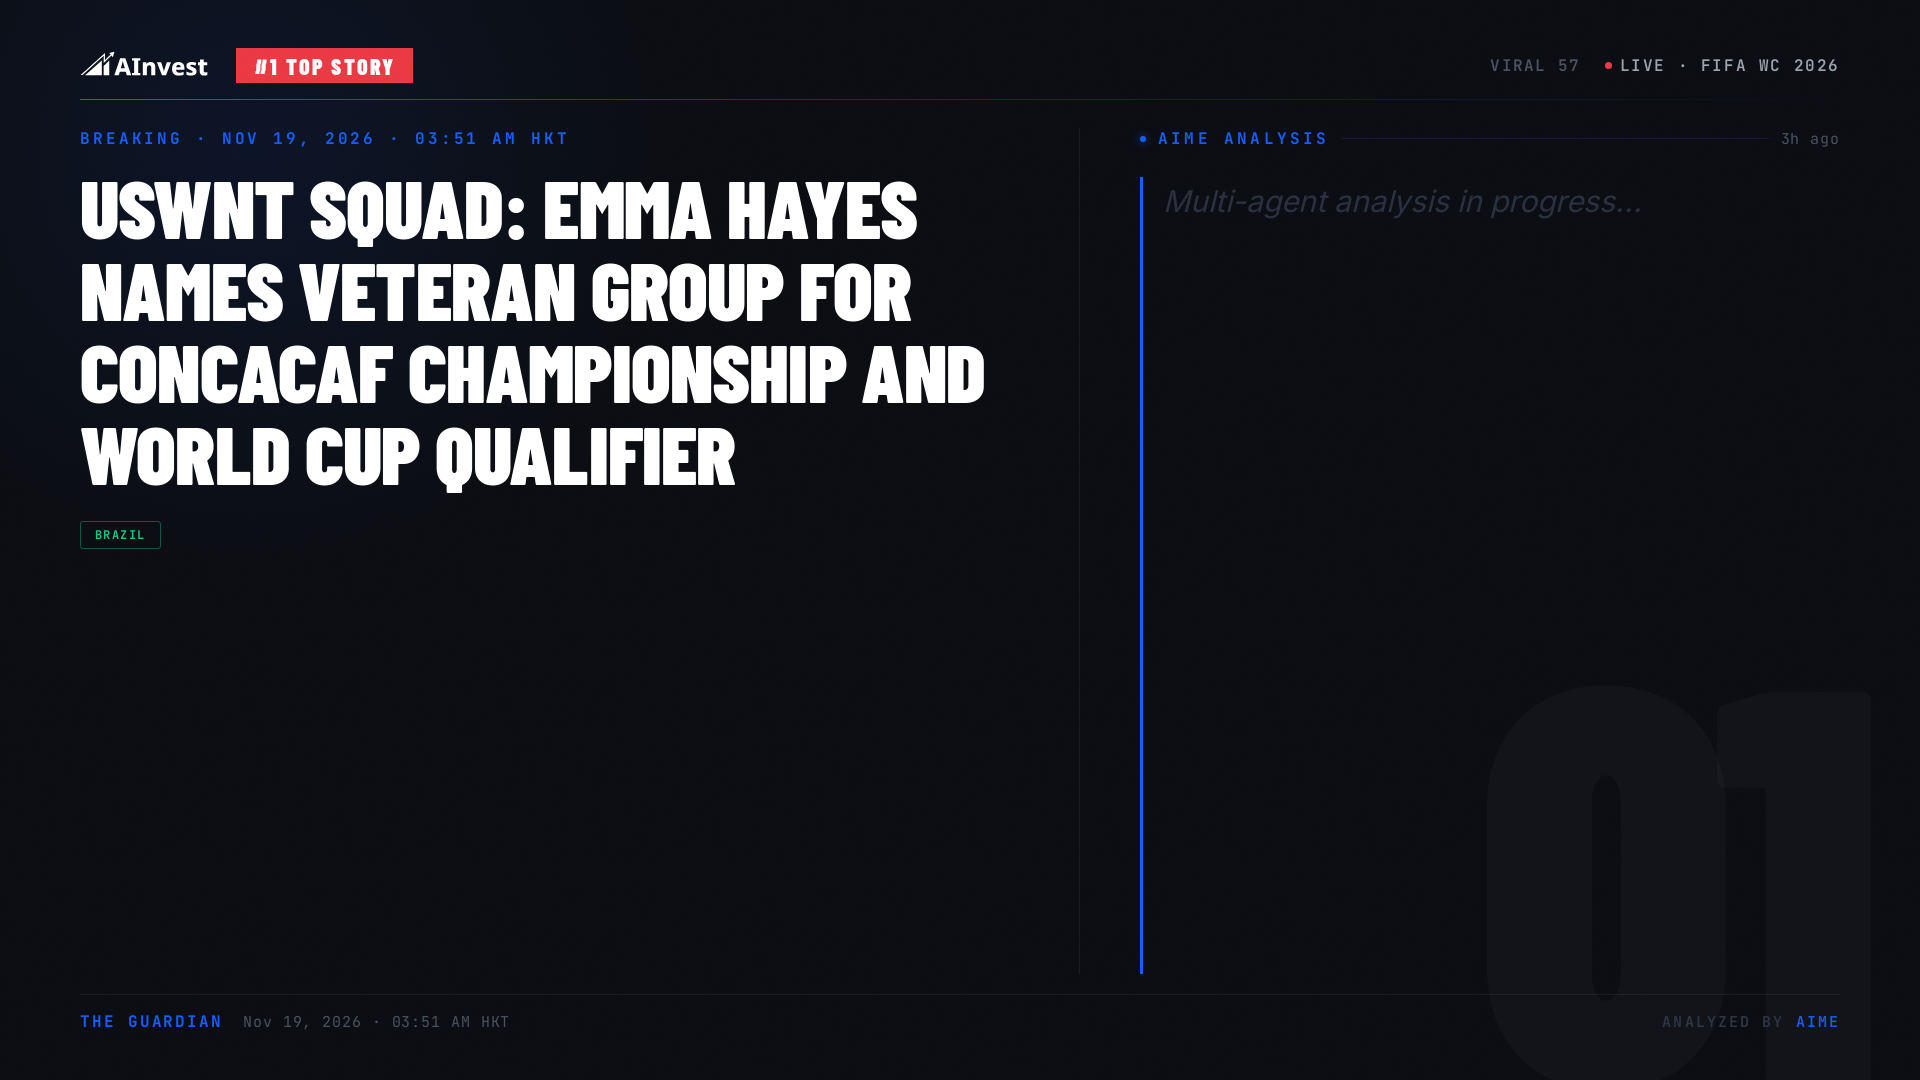 AInvest
#1 TOP STORY
VIRAL 57
LIVE · FIFA WC 2026
BREAKING · NOV 19, 2026 · 03:51 AM HKT
USWNT SQUAD: EMMA HAYES
NAMES VETERAN GROUP FOR
CONCACAF CHAMPIONSHIP AND
WORLD CUP QUALIFIER
BRAZIL
AIME ANALYSIS
3h ago
Multi-agent analysis in progress...
01
THE GUARDIAN
Nov 19, 2026 · 03:51 AM HKT
ANALYZED BY AIME